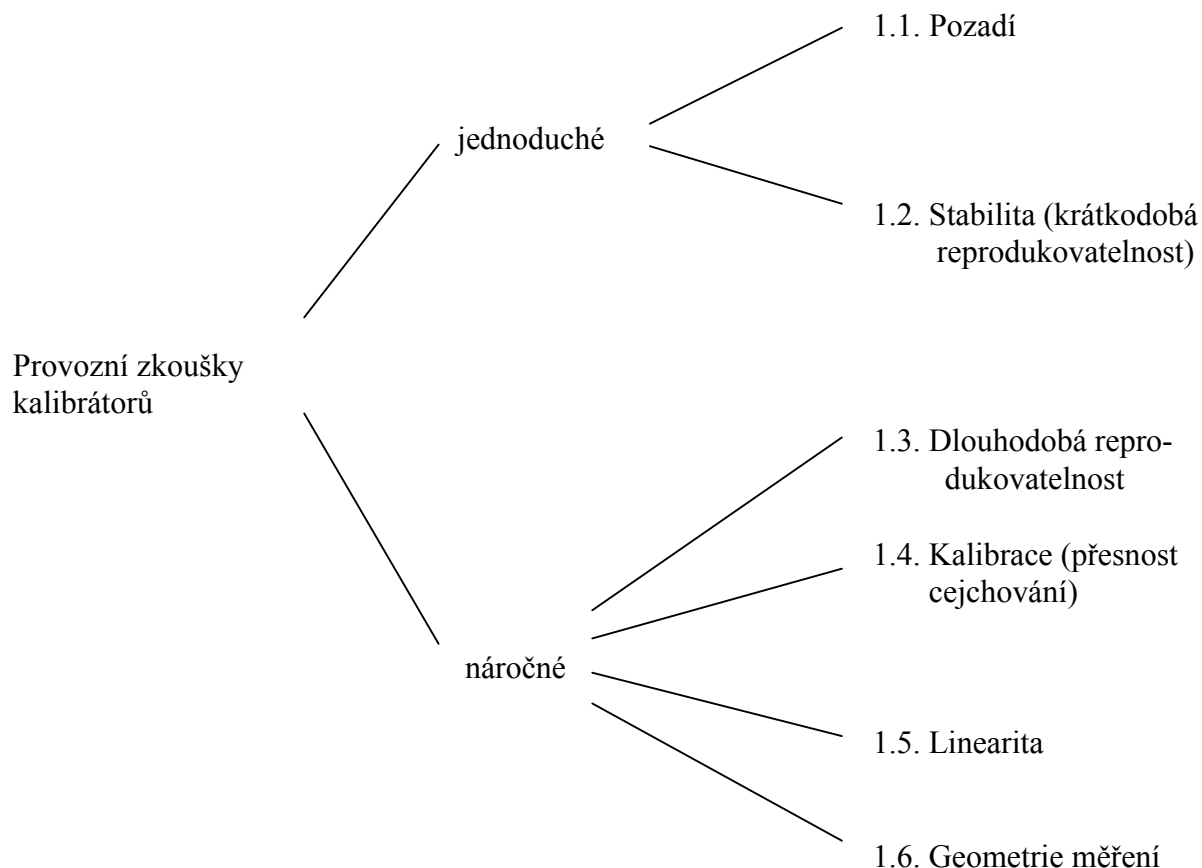 1.1. Pozadí
jednoduché
1.2. Stabilita (krátkodobá
reprodukovatelnost)
Provozní zkoušky
kalibrátorů
1.3. Dlouhodobá repro-
dukovatelnost
1.4. Kalibrace (přesnost
cejchování)
náročné
1.5. Linearita
1.6. Geometrie měření